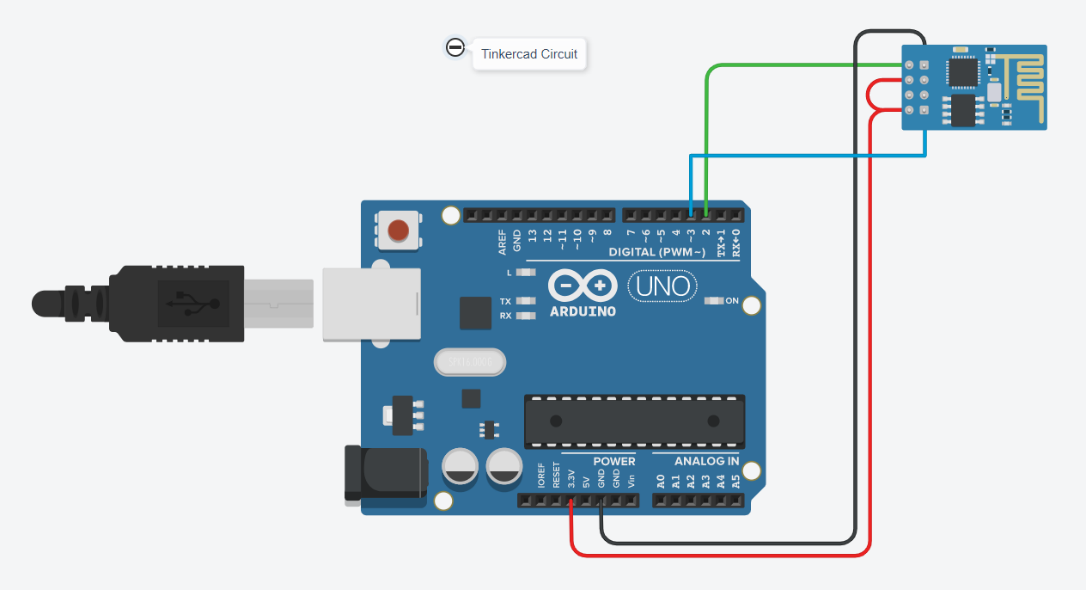 Tinkercad Circuit
AREF
GND
13
12
~11
~10
~9
8
7
~6
~5
4
~3
2
TX→1
RX←0
DIGITAL (PWM~)
L
TX
RX
UNO
ARDUINO
ON
POWER
ANALOG IN
IOREF
RESET
3.3V
5V
GND
GND
Vin
A0
A1
A2
A3
A4
A5